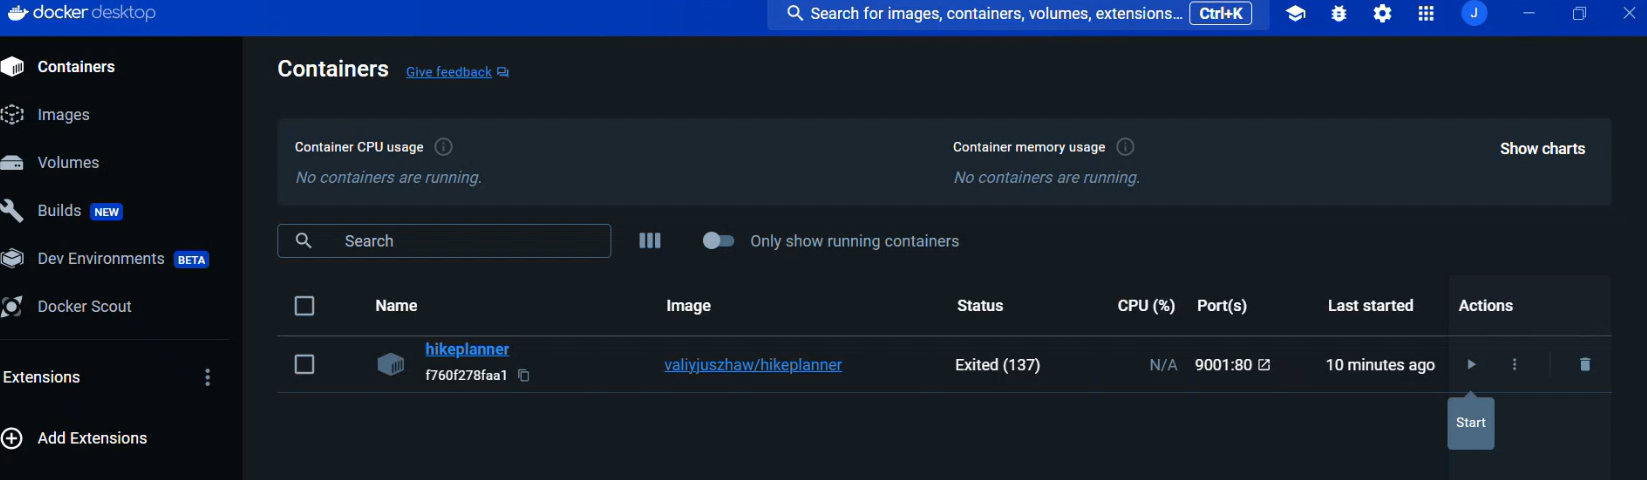 docker desktop
Search for images, containers, volumes, extensions... Ctrl+K
J
Containers
Images
Volumes
Builds NEW
Dev Environments BETA
Docker Scout
Extensions
Add Extensions
Containers Give feedback
Container CPU usage
No containers are running.
Container memory usage
No containers are running.
Show charts
Search
Only show running containers
Name Image Status CPU (%) Port(s) Last started Actions
hikeplanner
f760f278faa1
valiyjuszhaw/hikeplanner Exited (137) N/A 9001:80 10 minutes ago
Start